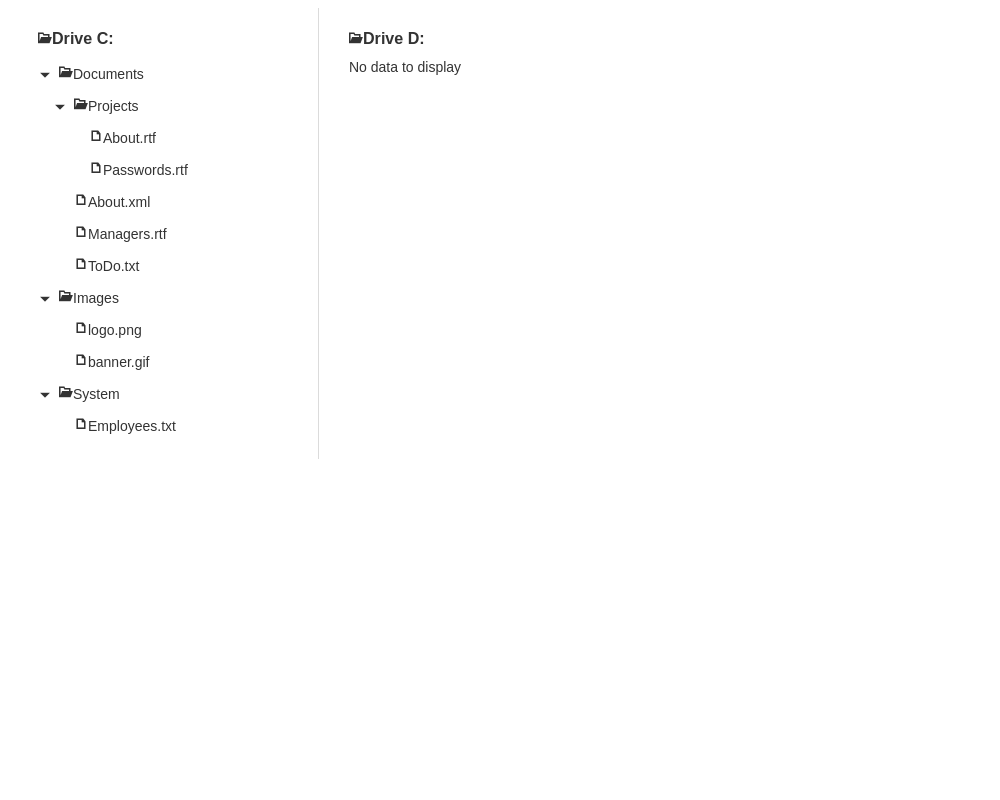 Drive C:
Documents
Projects
About.rtf
Passwords.rtf
About.xml
Managers.rtf
ToDo.txt
Images
logo.png
banner.gif
System
Employees.txt
Drive D:
No data to display